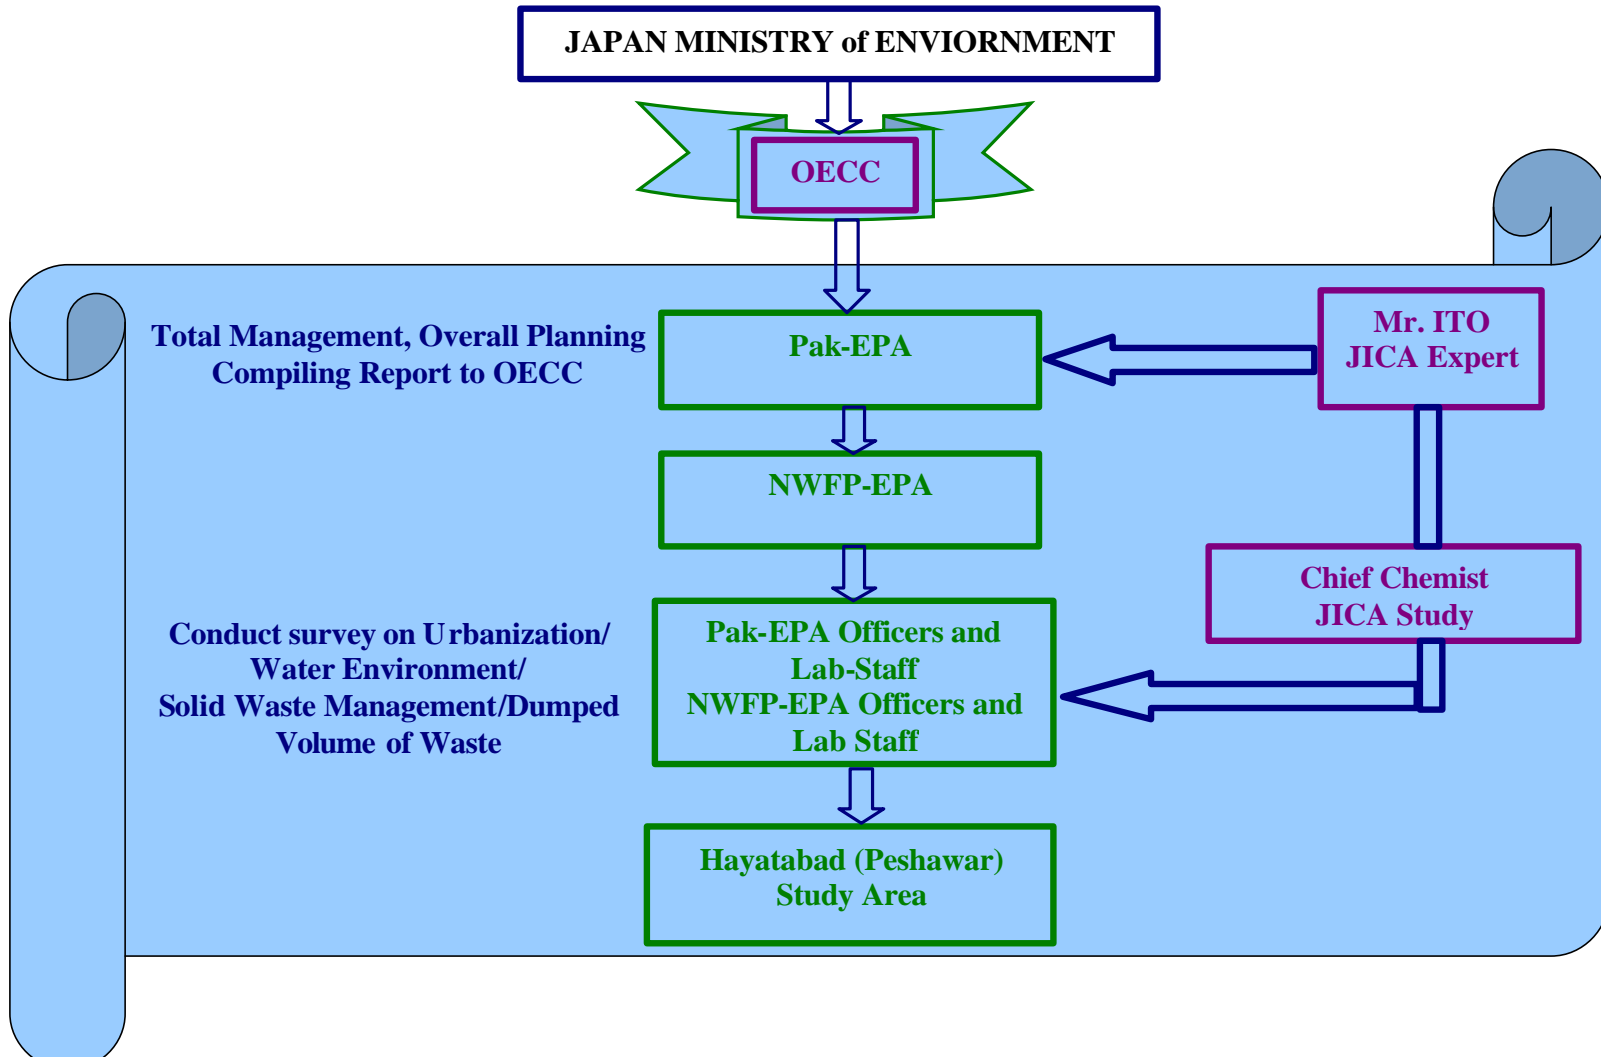 JAPAN MINISTRY of ENVIORNMENT
OECC
Total Management, Overall Planning
Compiling Report to OECC
Pak-EPA
Mr. ITO
JICA Expert
NWFP-EPA
Chief Chemist
JICA Study
Conduct survey on Urbanization/
Water Environment/
Solid Waste Management/Dumped
Volume of Waste
Pak-EPA Officers and
Lab-Staff
NWFP-EPA Officers and
Lab Staff
Hayatabad (Peshawar)
Study Area